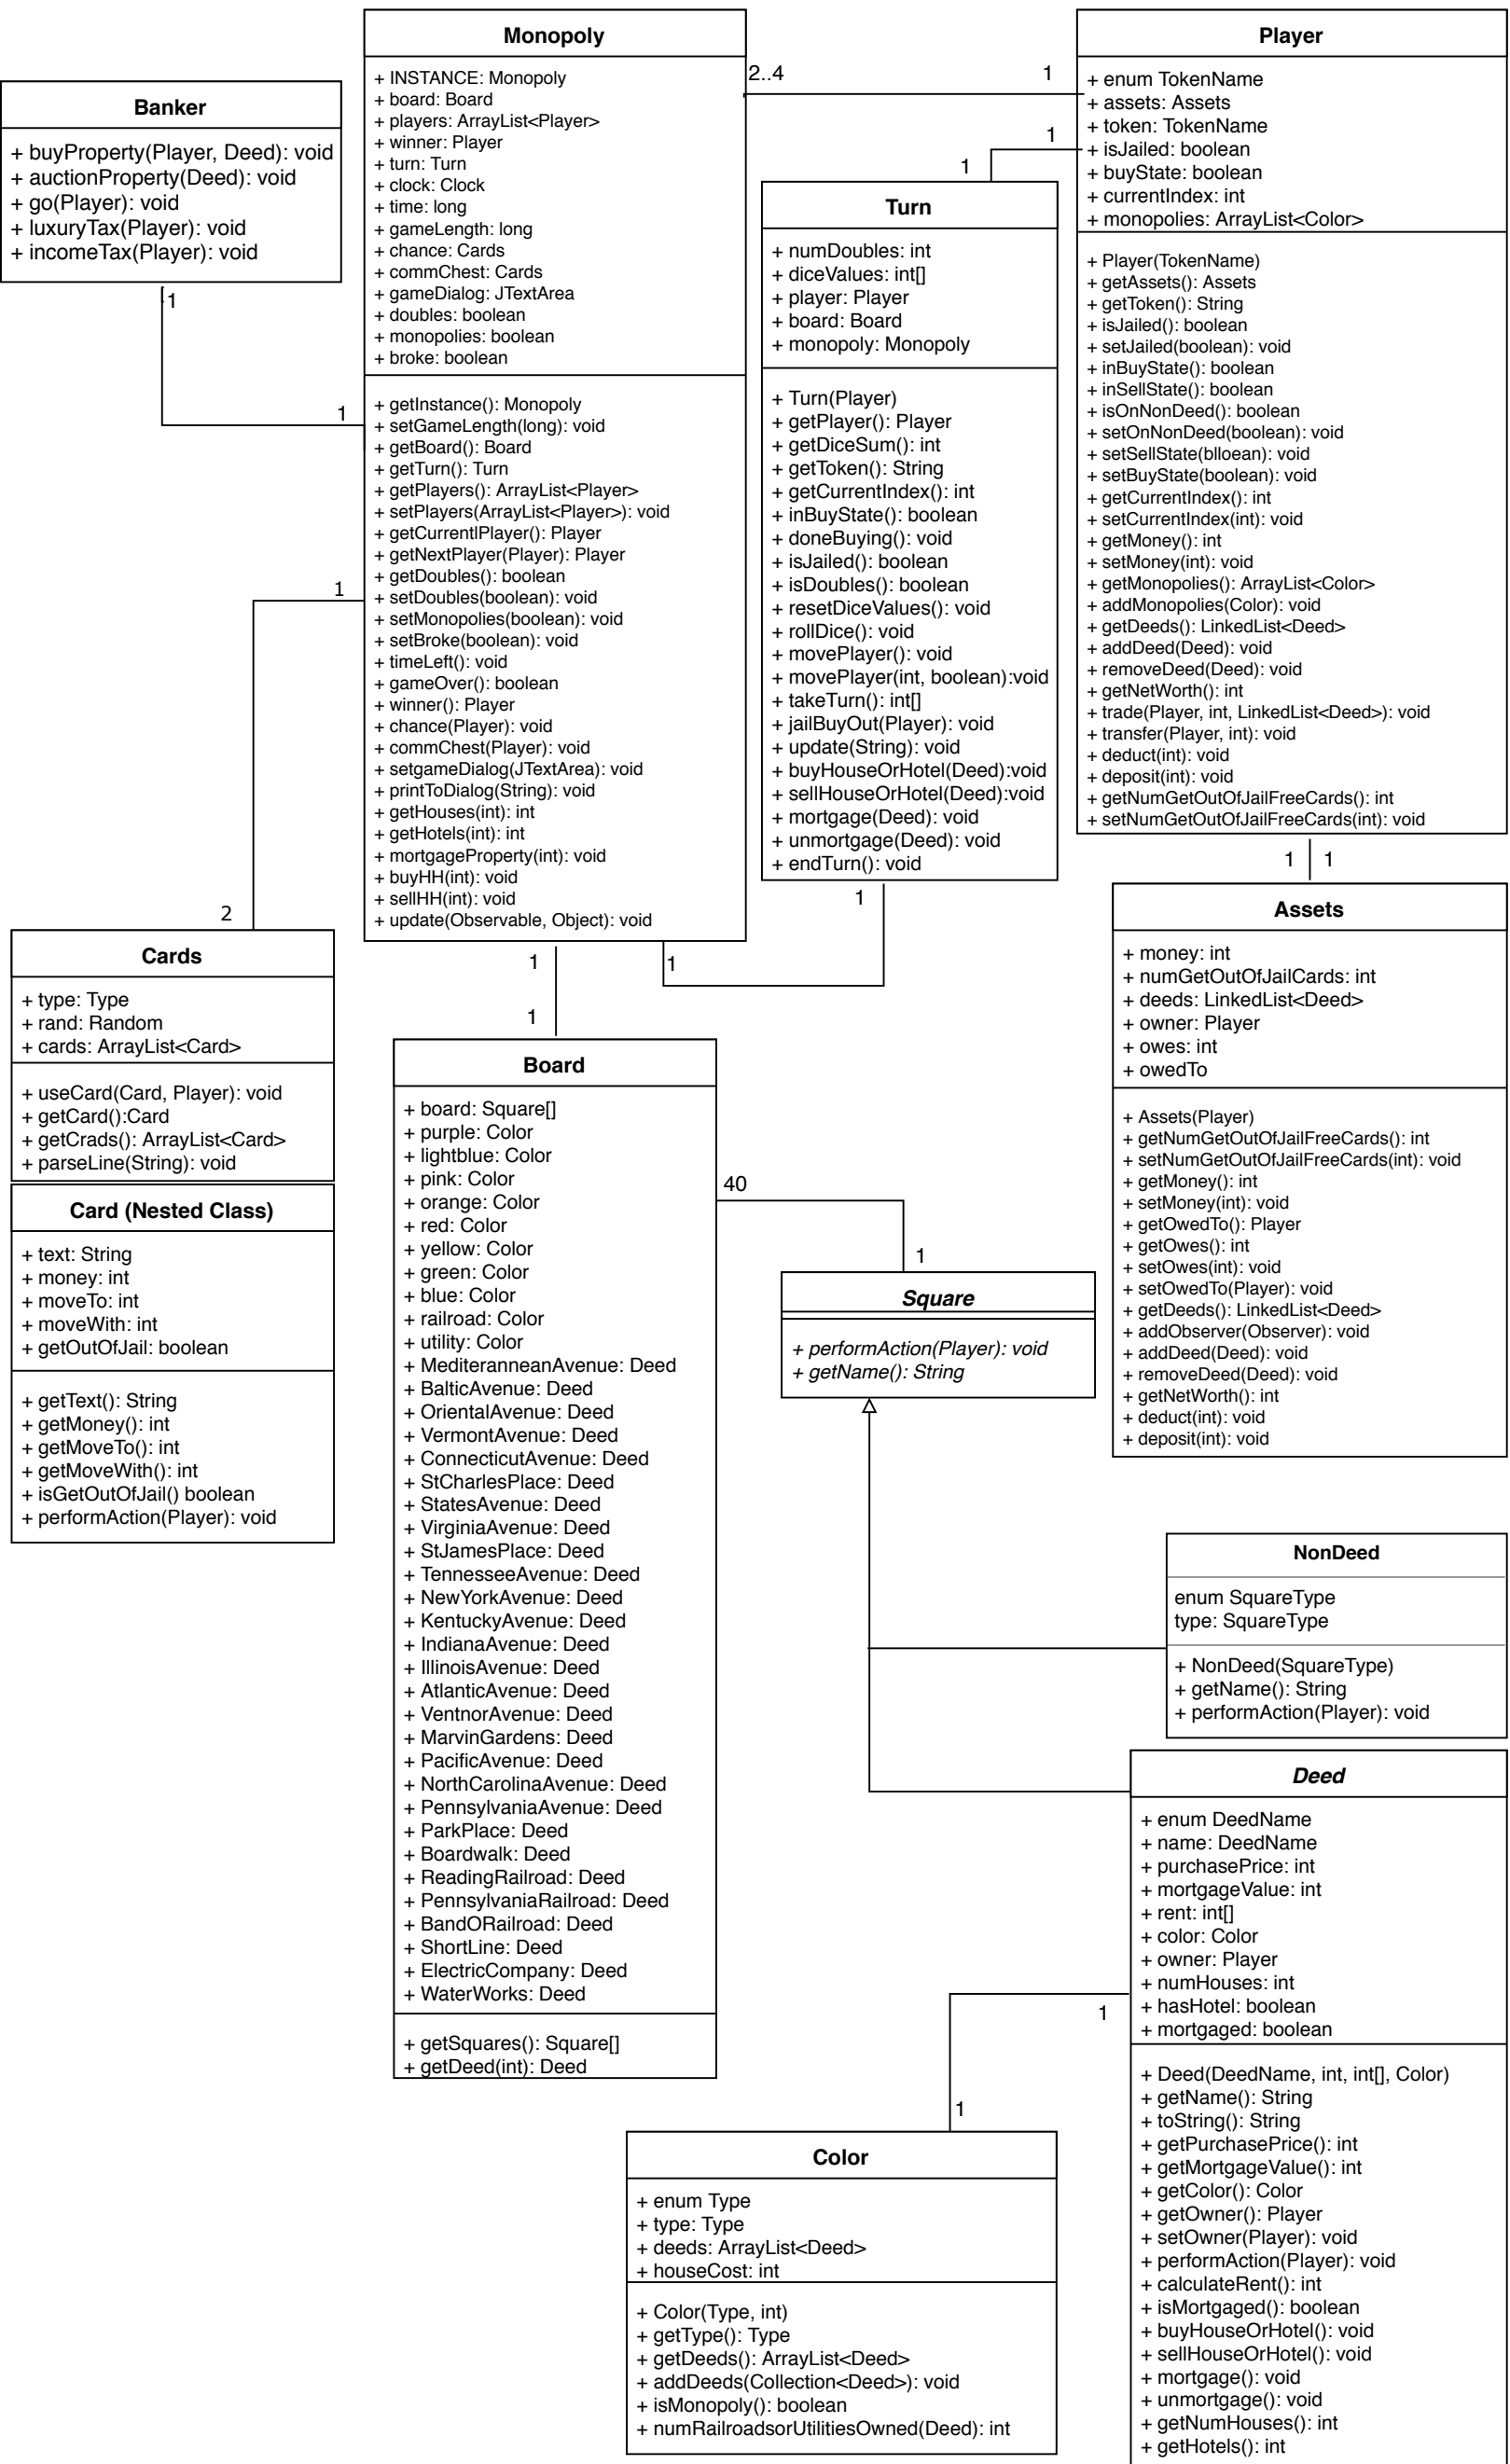 Monopoly
+ INSTANCE: Monopoly
+ board: Board
+ players: ArrayList<Player>
+ winner: Player
+ turn: Turn
+ clock: Clock
+ time: long
+ gameLength: long
+ chance: Cards
+ commChest: Cards
+ gameDialog: JTextArea
+ doubles: boolean
+ monopolies: boolean
+ broke: boolean
+ getInstance(): Monopoly
+ setGameLength(long): void
+ getBoard(): Board
+ getTurn(): Turn
+ getPlayers(): ArrayList<Player>
+ setPlayers(ArrayList<Player>): void
+ getCurrentlPlayer(): Player
+ getNextPlayer(Player): Player
+ getDoubles(): boolean
+ setDoubles(boolean): void
+ setMonopolies(boolean): void
+ setBroke(boolean): void
+ timeLeft(): void
+ gameOver(): boolean
+ winner(): Player
+ chance(Player): void
+ commChest(Player): void
+ setgameDialog(JTextArea): void
+ printToDialog(String): void
+ getHouses(int): int
+ getHotels(int): int
+ mortgageProperty(int): void
+ buyHH(int): void
+ sellHH(int): void
+ update(Observable, Object): void
Banker
+ buyProperty(Player, Deed): void
+ auctionProperty(Deed): void
+ go(Player): void
+ luxuryTax(Player): void
+ incomeTax(Player): void
1
1
1
2
2..4
1
1
1
1
1
1
1
Turn
+ numDoubles: int
+ diceValues: int[]
+ player: Player
+ board: Board
+ monopoly: Monopoly
+ Turn(Player)
+ getPlayer(): Player
+ getDiceSum(): int
+ getToken(): String
+ getCurrentIndex(): int
+ inBuyState(): boolean
+ doneBuying(): void
+ isJailed(): boolean
+ isDoubles(): boolean
+ resetDiceValues(): void
+ rollDice(): void
+ movePlayer(): void
+ movePlayer(int, boolean):void
+ takeTurn(): int[]
+ jailBuyOut(Player): void
+ update(String): void
+ buyHouseOrHotel(Deed):void
+ sellHouseOrHotel(Deed):void
+ mortgage(Deed): void
+ unmortgage(Deed): void
+ endTurn(): void
Player
+ enum TokenName
+ assets: Assets
+ token: TokenName
+ isJailed: boolean
+ buyState: boolean
+ currentIndex: int
+ monopolies: ArrayList<Color>
+ Player(TokenName)
+ getAssets(): Assets
+ getToken(): String
+ isJailed(): boolean
+ setJailed(boolean): void
+ inBuyState(): boolean
+ inSellState(): boolean
+ isOnNonDeed(): boolean
+ setOnNonDeed(boolean): void
+ setSellState(blloean): void
+ setBuyState(boolean): void
+ getCurrentIndex(): int
+ setCurrentIndex(int): void
+ getMoney(): int
+ setMoney(int): void
+ getMonopolies(): ArrayList<Color>
+ addMonopolies(Color): void
+ getDeeds(): LinkedList<Deed>
+ addDeed(Deed): void
+ removeDeed(Deed): void
+ getNetWorth(): int
+ trade(Player, int, LinkedList<Deed>): void
+ transfer(Player, int): void
+ deduct(int): void
+ deposit(int): void
+ getNumGetOutOfJailFreeCards(): int
+ setNumGetOutOfJailFreeCards(int): void
1 1
Assets
+ money: int
+ numGetOutOfJailCards: int
+ deeds: LinkedList<Deed>
+ owner: Player
+ owes: int
+ owedTo
+ Assets(Player)
+ getNumGetOutOfJailFreeCards(): int
+ setNumGetOutOfJailFreeCards(int): void
+ getMoney(): int
+ setMoney(int): void
+ getOwedTo(): Player
+ getOwes(): int
+ setOwes(int): void
+ setOwedTo(Player): void
+ getDeeds(): LinkedList<Deed>
+ addObserver(Observer): void
+ addDeed(Deed): void
+ removeDeed(Deed): void
+ getNetWorth(): int
+ deduct(int): void
+ deposit(int): void
Cards
+ type: Type
+ rand: Random
+ cards: ArrayList<Card>
+ useCard(Card, Player): void
+ getCard():Card
+ getCrads(): ArrayList<Card>
+ parseLine(String): void
Card (Nested Class)
+ text: String
+ money: int
+ moveTo: int
+ moveWith: int
+ getOutOfJail: boolean
+ getText(): String
+ getMoney(): int
+ getMoveTo(): int
+ getMoveWith(): int
+ isGetOutOfJail() boolean
+ performAction(Player): void
Board
+ board: Square[]
+ purple: Color
+ lightblue: Color
+ pink: Color
+ orange: Color
+ red: Color
+ yellow: Color
+ green: Color
+ blue: Color
+ railroad: Color
+ utility: Color
+ MediteranneanAvenue: Deed
+ BalticAvenue: Deed
+ OrientalAvenue: Deed
+ VermontAvenue: Deed
+ ConnecticutAvenue: Deed
+ StCharlesPlace: Deed
+ StatesAvenue: Deed
+ VirginiaAvenue: Deed
+ StJamesPlace: Deed
+ TennesseeAvenue: Deed
+ NewYorkAvenue: Deed
+ KentuckyAvenue: Deed
+ IndianaAvenue: Deed
+ IllinoisAvenue: Deed
+ AtlanticAvenue: Deed
+ VentnorAvenue: Deed
+ MarvinGardens: Deed
+ PacificAvenue: Deed
+ NorthCarolinaAvenue: Deed
+ PennsylvaniaAvenue: Deed
+ ParkPlace: Deed
+ Boardwalk: Deed
+ ReadingRailroad: Deed
+ PennsylvaniaRailroad: Deed
+ BandORailroad: Deed
+ ShortLine: Deed
+ ElectricCompany: Deed
+ WaterWorks: Deed
+ getSquares(): Square[]
+ getDeed(int): Deed
40
1
Square
+ performAction(Player): void
+ getName(): String
NonDeed
enum SquareType
type: SquareType
+ NonDeed(SquareType)
+ getName(): String
+ performAction(Player): void
Deed
+ enum DeedName
+ name: DeedName
+ purchasePrice: int
+ mortgageValue: int
+ rent: int[]
+ color: Color
+ owner: Player
+ numHouses: int
+ hasHotel: boolean
+ mortgaged: boolean
+ Deed(DeedName, int, int[], Color)
+ getName(): String
+ toString(): String
+ getPurchasePrice(): int
+ getMortgageValue(): int
+ getColor(): Color
+ getOwner(): Player
+ setOwner(Player): void
+ performAction(Player): void
+ calculateRent(): int
+ isMortgaged(): boolean
+ buyHouseOrHotel(): void
+ sellHouseOrHotel(): void
+ mortgage(): void
+ unmortgage(): void
+ getNumHouses(): int
+ getHotels(): int
1
1
Color
+ enum Type
+ type: Type
+ deeds: ArrayList<Deed>
+ houseCost: int
+ Color(Type, int)
+ getType(): Type
+ getDeeds(): ArrayList<Deed>
+ addDeeds(Collection<Deed>): void
+ isMonopoly(): boolean
+ numRailroadsorUtilitiesOwned(Deed): int